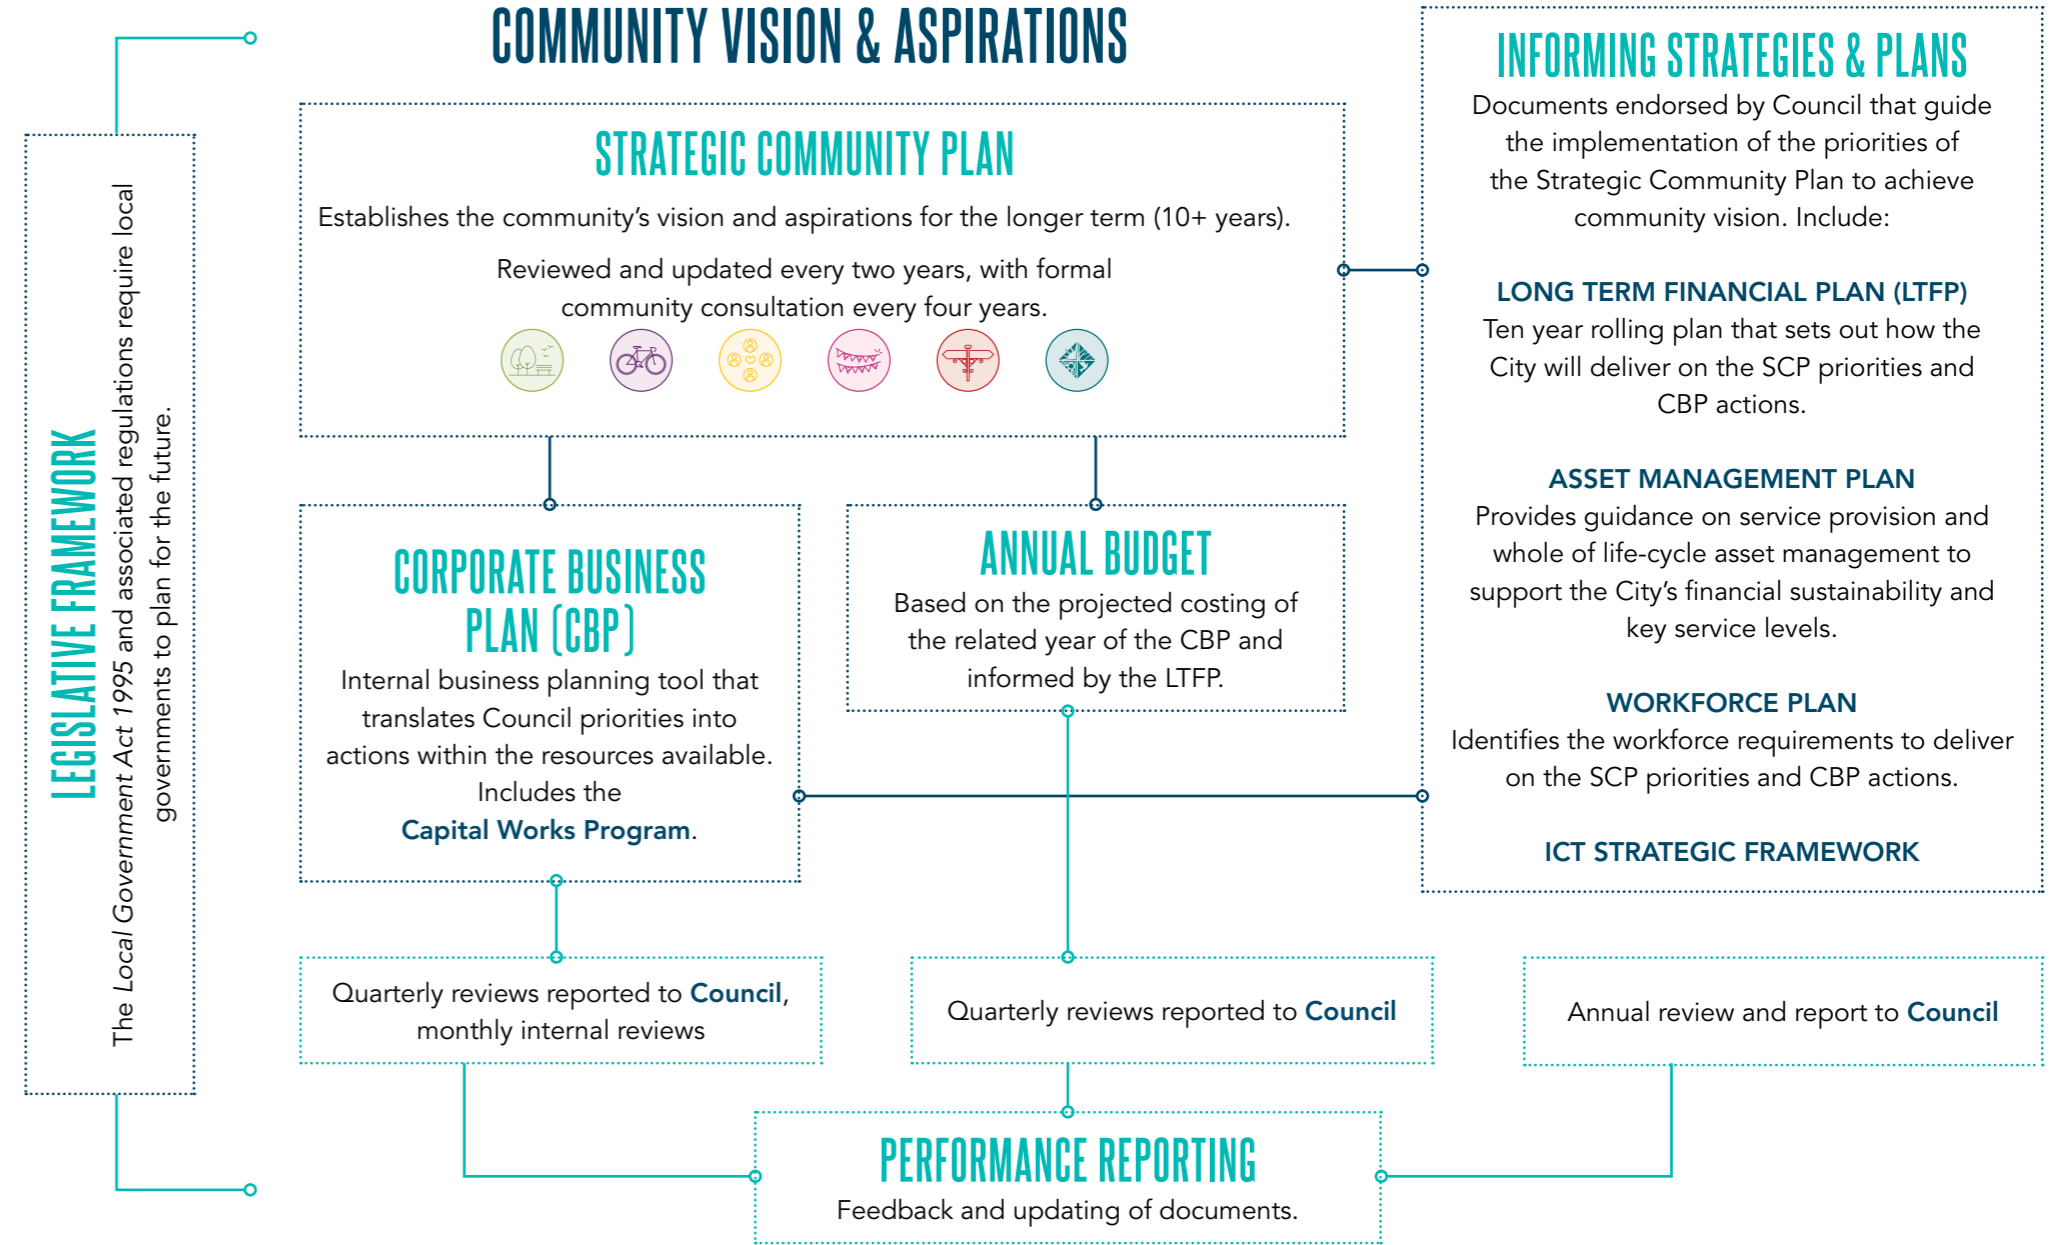 COMMUNITY VISION & ASPIRATIONS
LEGISLATIVE FRAMEWORK
The Local Government Act 1995 and associated regulations require local
governments to plan for the future.
STRATEGIC COMMUNITY PLAN
Establishes the community’s vision and aspirations for the longer term (10+ years).
Reviewed and updated every two years, with formal
community consultation every four years.
CORPORATE BUSINESS
PLAN (CBP)
Internal business planning tool that
translates Council priorities into
actions within the resources available.
Includes the
Capital Works Program.
ANNUAL BUDGET
Based on the projected costing of
the related year of the CBP and
informed by the LTFP.
INFORMING STRATEGIES & PLANS
Documents endorsed by Council that guide
the implementation of the priorities of
the Strategic Community Plan to achieve
community vision. Include:
LONG TERM FINANCIAL PLAN (LTFP)
Ten year rolling plan that sets out how the
City will deliver on the SCP priorities and
CBP actions.
ASSET MANAGEMENT PLAN
Provides guidance on service provision and
whole of life-cycle asset management to
support the City’s financial sustainability and
key service levels.
WORKFORCE PLAN
Identifies the workforce requirements to deliver
on the SCP priorities and CBP actions.
ICT STRATEGIC FRAMEWORK
Quarterly reviews reported to Council,
monthly internal reviews
Quarterly reviews reported to Council
Annual review and report to Council
PERFORMANCE REPORTING
Feedback and updating of documents.